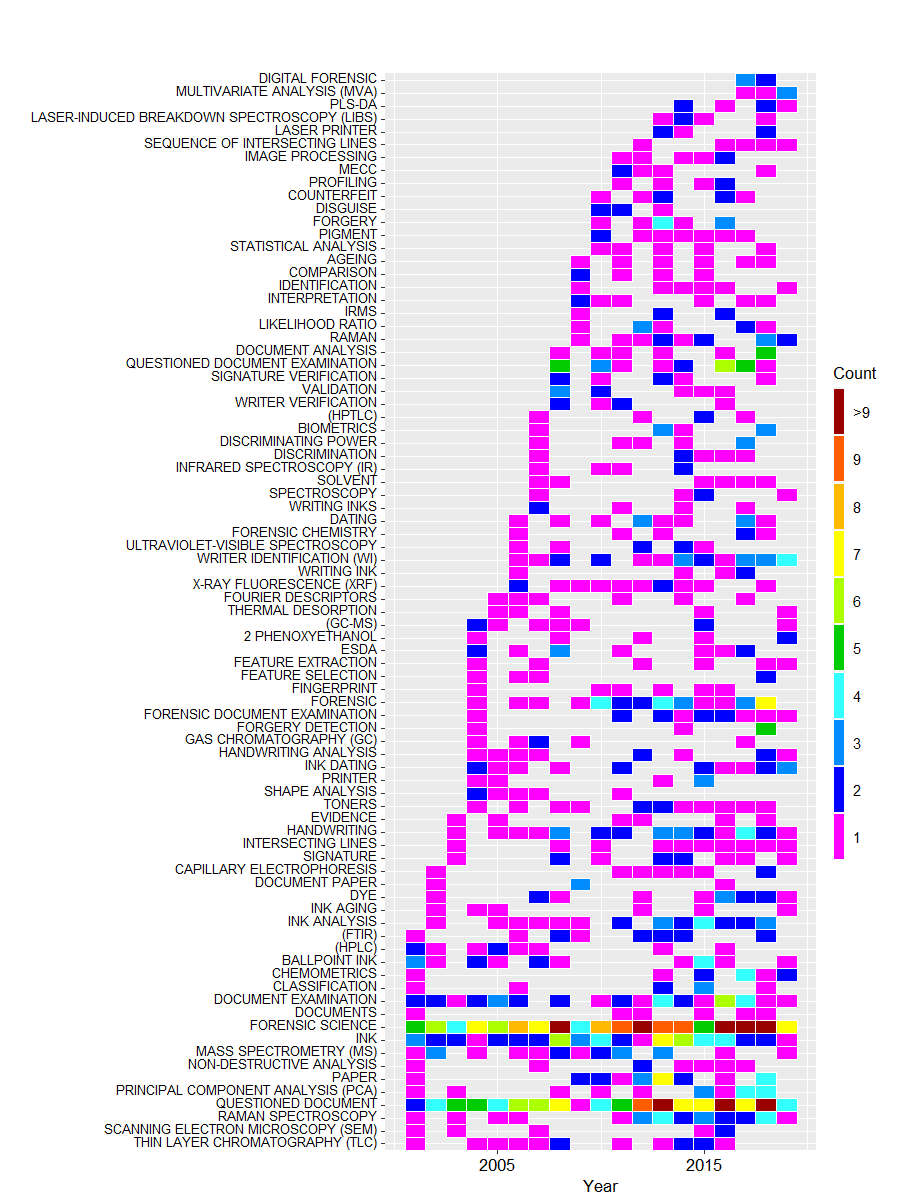 DIGITAL FORENSIC
MULTIVARIATE ANALYSIS (MVA)
PLS-DA
LASER-INDUCED BREAKDOWN SPECTROSCOPY (LIBS)
LASER PRINTER
SEQUENCE OF INTERSECTING LINES
IMAGE PROCESSING
MECC
PROFILING
COUNTERFEIT
DISGUISE
FORGERY
PIGMENT
STATISTICAL ANALYSIS
AGEING
COMPARISON
IDENTIFICATION
INTERPRETATION
IRMS
LIKELIHOOD RATIO
RAMAN
DOCUMENT ANALYSIS
QUESTIONED DOCUMENT EXAMINATION
SIGNATURE VERIFICATION
VALIDATION
WRITER VERIFICATION
(HPTLC)
BIOMETRICS
DISCRIMINATING POWER
DISCRIMINATION
INFRARED SPECTROSCOPY (IR)
SOLVENT
SPECTROSCOPY
WRITING INKS
DATING
FORENSIC CHEMISTRY
ULTRAVIOLET-VISIBLE SPECTROSCOPY
WRITER IDENTIFICATION (WI)
WRITING INK
X-RAY FLUORESCENCE (XRF)
FOURIER DESCRIPTORS
THERMAL DESORPTION
(GC-MS)
2 PHENOXYETHANOL
ESDA
FEATURE EXTRACTION
FEATURE SELECTION
FINGERPRINT
FORENSIC
FORENSIC DOCUMENT EXAMINATION
FORGERY DETECTION
GAS CHROMATOGRAPHY (GC)
HANDWRITING ANALYSIS
INK DATING
PRINTER
SHAPE ANALYSIS
TONERS
EVIDENCE
HANDWRITING
INTERSECTING LINES
SIGNATURE
CAPILLARY ELECTROPHORESIS
DOCUMENT PAPER
DYE
INK AGING
INK ANALYSIS
(FTIR)
(HPLC)
BALLPOINT INK
CHEMOMETRICS
CLASSIFICATION
DOCUMENT EXAMINATION
DOCUMENTS
FORENSIC SCIENCE
INK
MASS SPECTROMETRY (MS)
NON-DESTRUCTIVE ANALYSIS
PAPER
PRINCIPAL COMPONENT ANALYSIS (PCA)
QUESTIONED DOCUMENT
RAMAN SPECTROSCOPY
SCANNING ELECTRON MICROSCOPY (SEM)
THIN LAYER CHROMATOGRAPHY (TLC)
2005 2015
Year
Count
>9
9
8
7
6
5
4
3
2
1